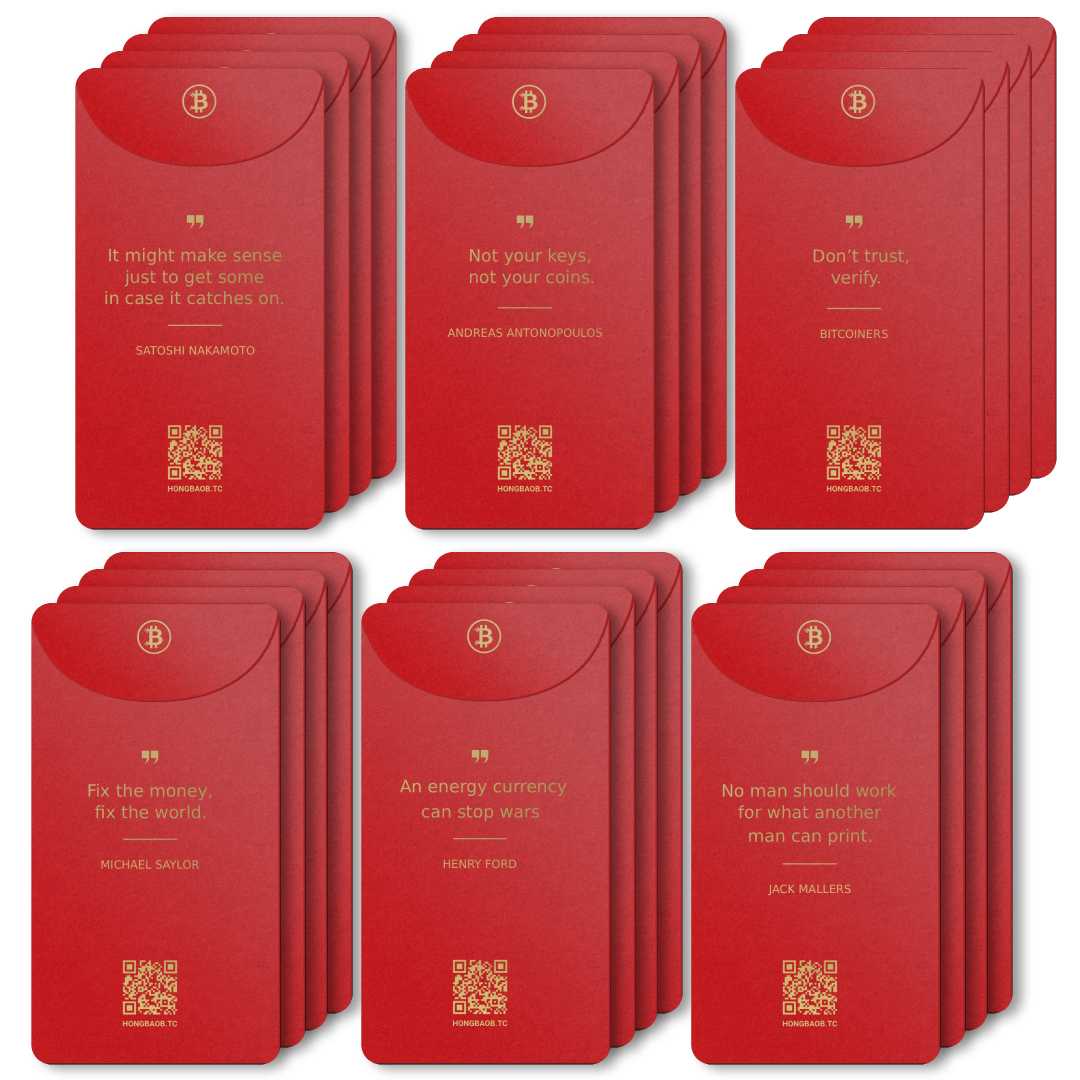 It might make sense
just to get some
in case it catches on.
SATOSHI NAKAMOTO
HONGBAOB.TC
Not your keys,
not your coins.
ANDREAS ANTONOPOULOS
HONGBAOB.TC
Don’t trust,
verify.
BITCOINERS
HONGBAOB.TC
Fix the money,
fix the world.
MICHAEL SAYLOR
HONGBAOB.TC
An energy currency
can stop wars
HENRY FORD
HONGBAOB.TC
No man should work
for what another
man can print.
JACK MALLERS
HONGBAOB.TC